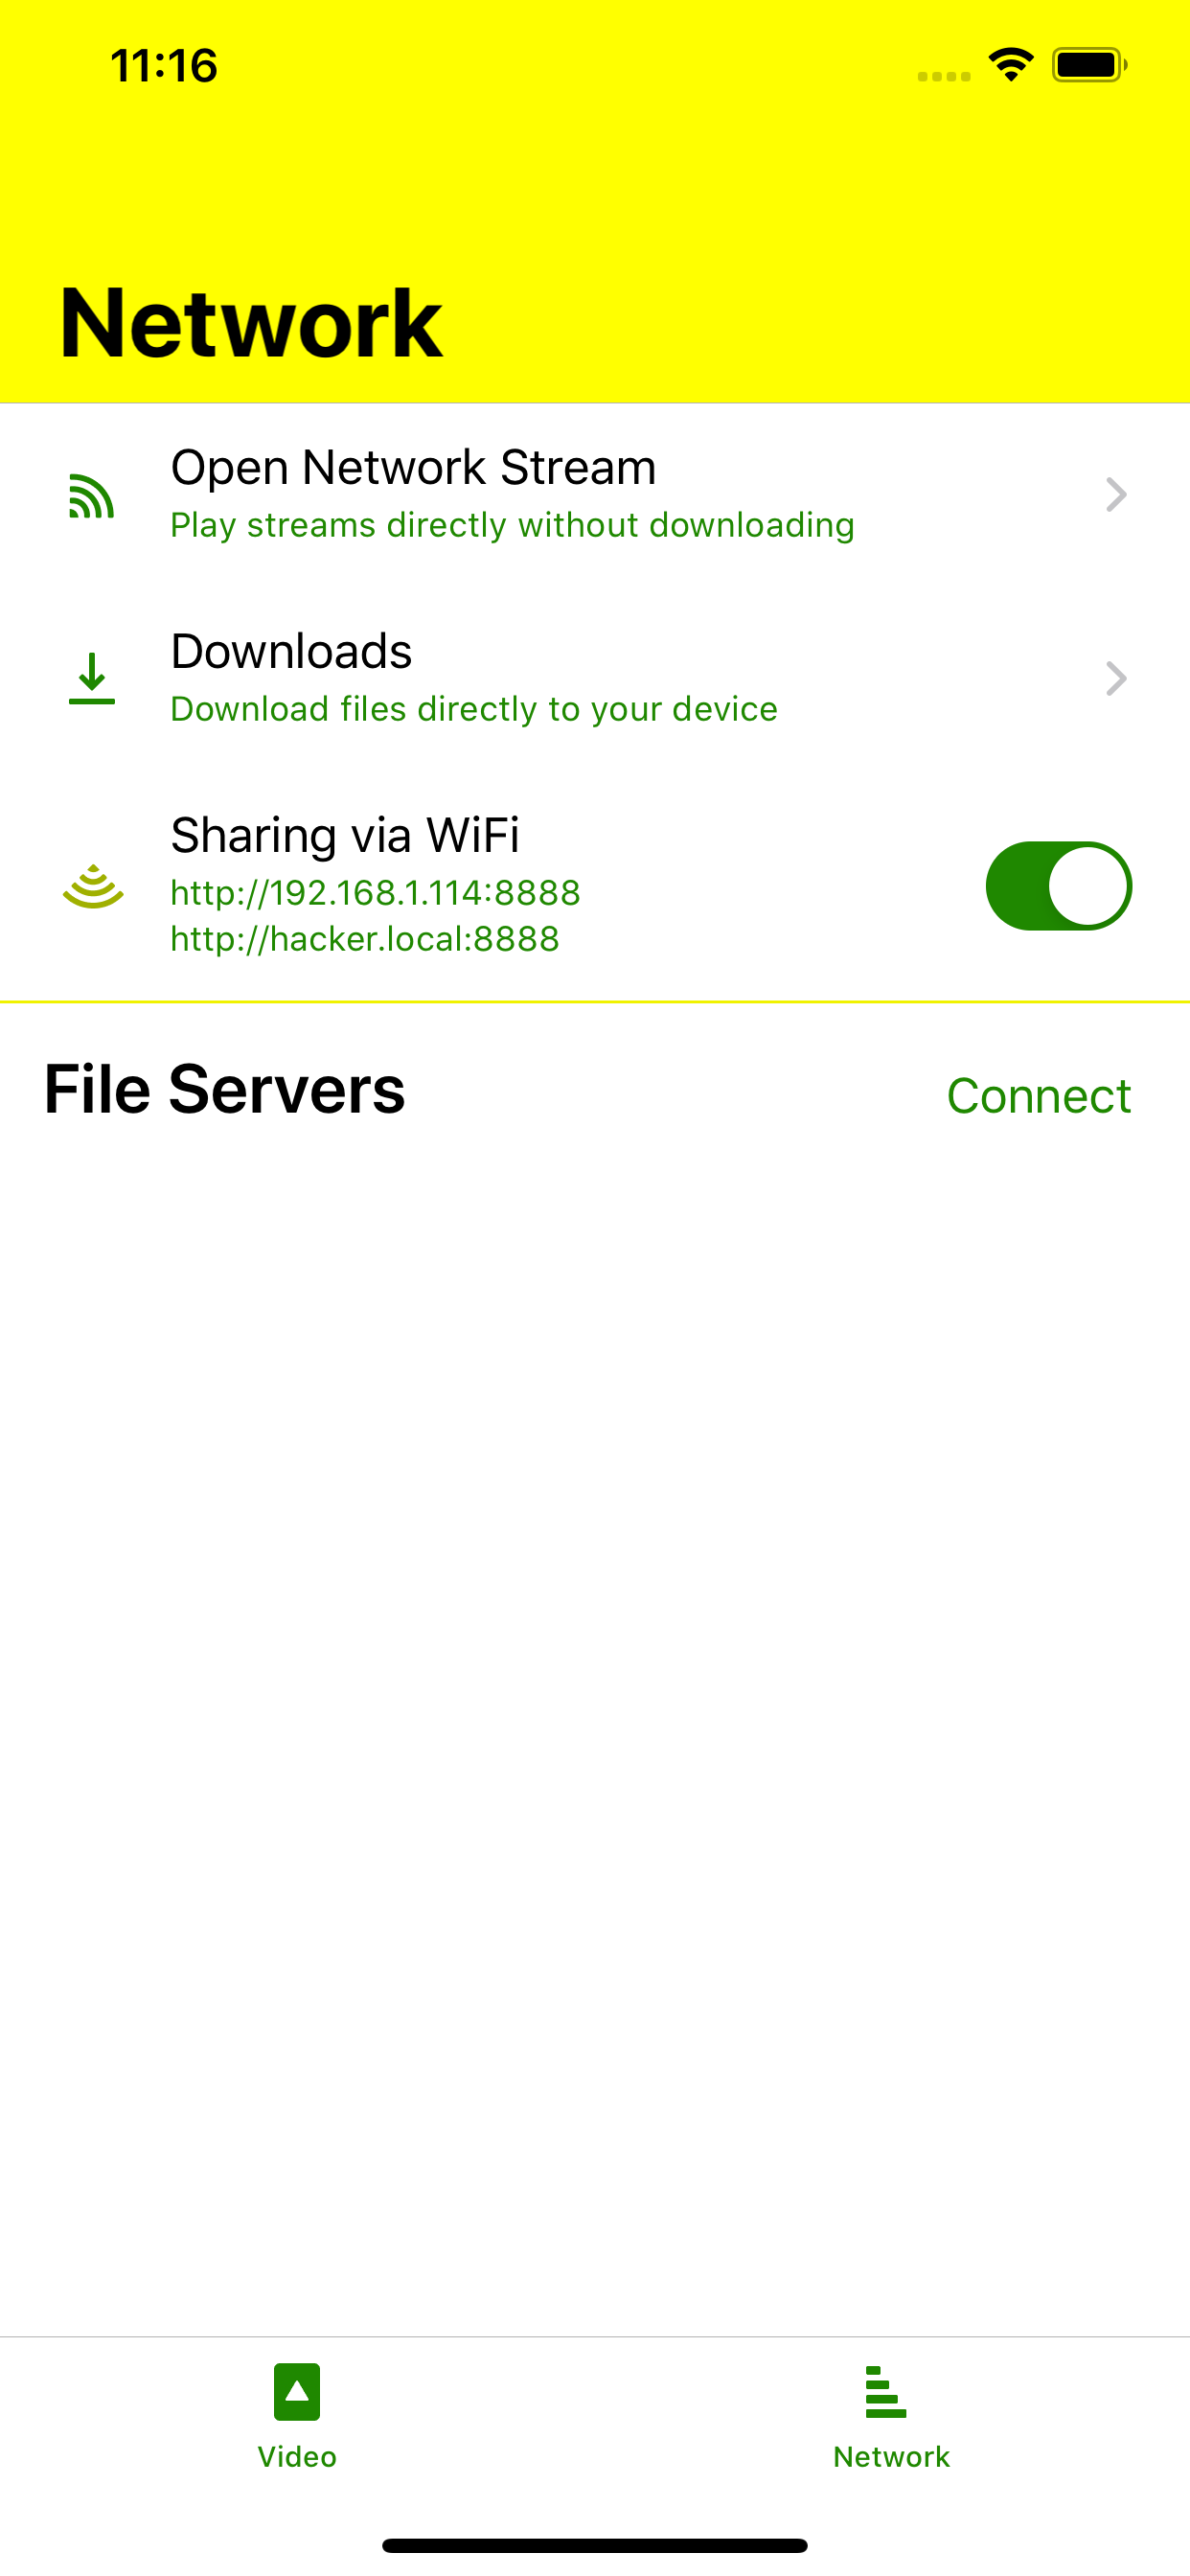 11:16
Network
Open Network Stream
Play streams directly without downloading
Downloads
Download files directly to your device
Sharing via WiFi
http://192.168.1.114:8888
http://hacker.local:8888
File Servers
Connect
Video
Network